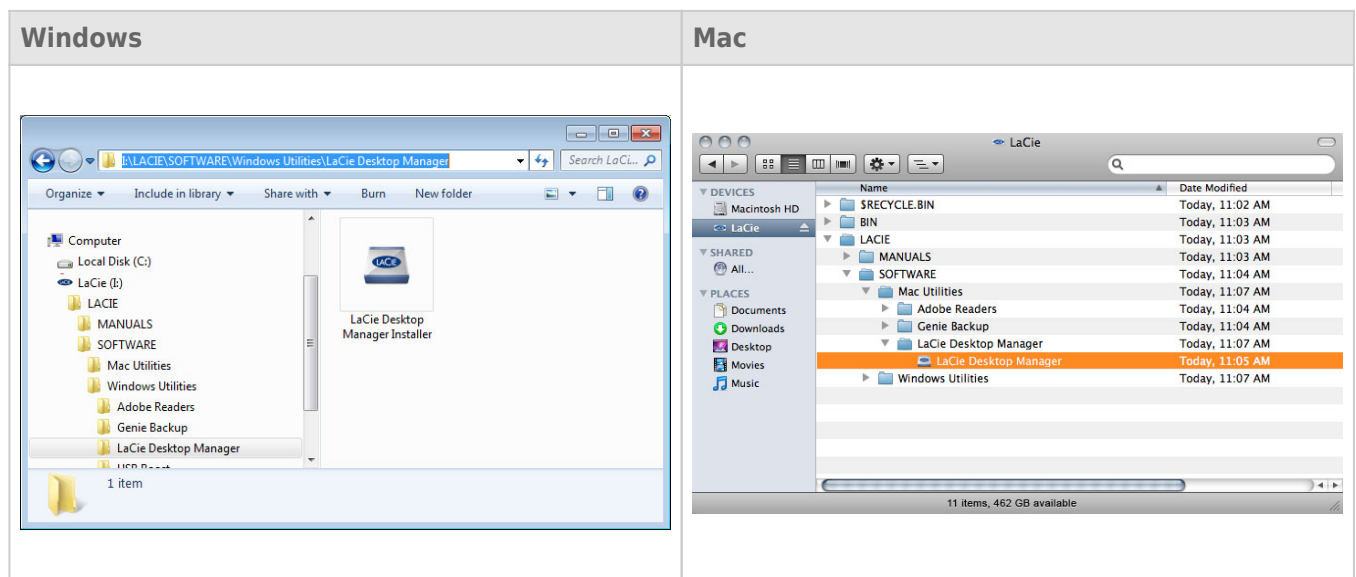 Windows
Mac
I:\LACIE\SOFTWARE\Windows Utilities\LaCie Desktop Manager
Search LaCi...
Organize Include in library Share with Burn New folder
Computer
Local Disk (C:)
LaCie (I:)
LACIE
MANUALS
SOFTWARE
Mac Utilities
Windows Utilities
Adobe Readers
Genie Backup
LaCie Desktop Manager
USB Boost
LACIE
LaCie Desktop
Manager Installer
1 item
LaCie
DEVICES
Macintosh HD
LaCie
SHARED
All...
PLACES
Documents
Downloads
Desktop
Movies
Music
Name Date Modified
$RECYCLE.BIN Today, 11:02 AM
BIN Today, 11:03 AM
LACIE Today, 11:03 AM
MANUALS Today, 11:03 AM
SOFTWARE Today, 11:04 AM
Mac Utilities Today, 11:07 AM
Adobe Readers Today, 11:04 AM
Genie Backup Today, 11:04 AM
LaCie Desktop Manager Today, 11:07 AM
LaCie Desktop Manager Today, 11:05 AM
Windows Utilities Today, 11:07 AM
11 items, 462 GB available